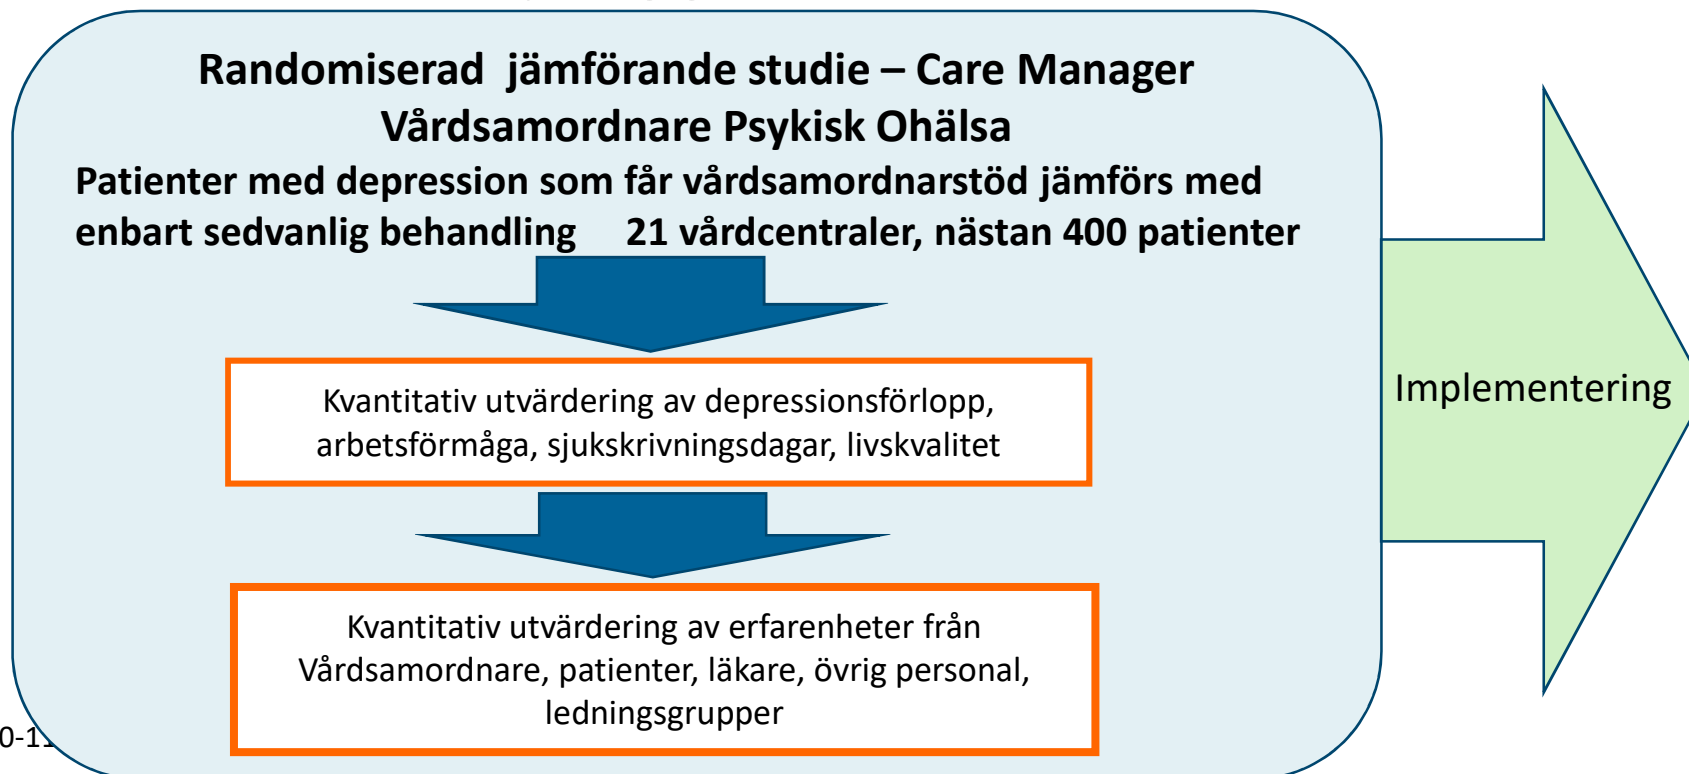 Randomiserad jämförande studie – Care Manager
Vårdsamordnare Psykisk Ohälsa
Patienter med depression som får vårdsamordnarstöd jämförs med
enbart sedvanlig behandling 21 vårdcentraler, nästan 400 patienter
Kvantitativ utvärdering av depressionsförlopp,
arbetsförmåga, sjukskrivningsdagar, livskvalitet
Implementering
Kvantitativ utvärdering av erfarenheter från
Vårdsamordnare, patienter, läkare, övrig personal,
ledningsgrupper